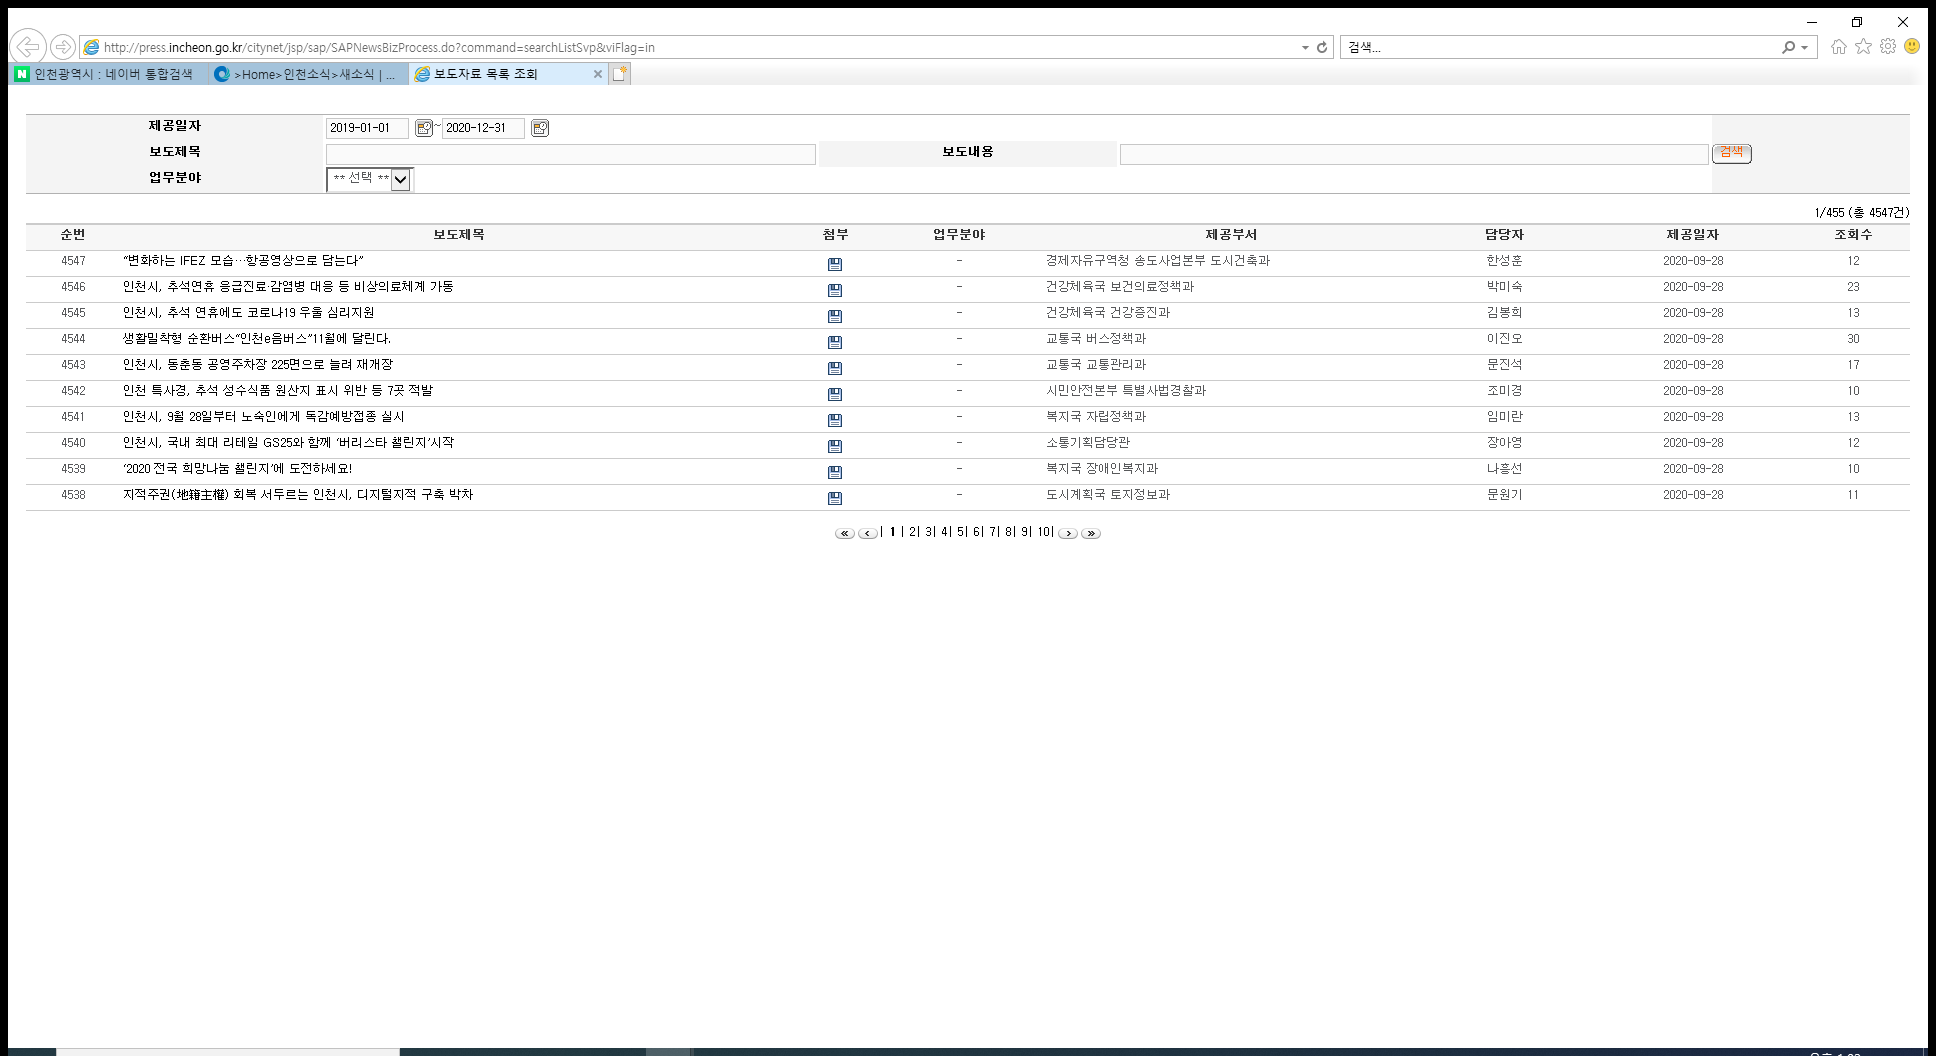 http://press.incheon.go.kr/citynet/jsp/sap/SAPNewsBizProcess.do?command=searchListSvp&viFlag=in 검색...
인천광역시 : 네이버 통합검색 >Home>인천소식>새소식 | ... 보도자료 목록 조회
제공일자 2019-01-01 ~ 2020-12-31
보도제목 보도내용 검색
업무분야 ** 선택 **
1/455 (총 4547건)
순번 보도제목 첨부 업무분야 제공부서 담당자 제공일자 조회수
4547 “변화하는 IFEZ 모습…항공영상으로 담는다” - 경제자유구역청 송도사업본부 도시건축과 한성훈 2020-09-28 12
4546 인천시, 추석연휴 응급진료·감염병 대응 등 비상의료체계 가동 - 건강체육국 보건의료정책과 박미숙 2020-09-28 23
4545 인천시, 추석 연휴에도 코로나19 우울 심리지원 - 건강체육국 건강증진과 김봉희 2020-09-28 13
4544 생활밀착형 순환버스“인천e음버스”11월에 달린다. - 교통국 버스정책과 이진오 2020-09-28 30
4543 인천시, 동춘동 공영주차장 225면으로 늘려 재개장 - 교통국 교통관리과 문진석 2020-09-28 17
4542 인천 특사경, 추석 성수식품 원산지 표시 위반 등 7곳 적발 - 시민안전본부 특별사법경찰과 조미경 2020-09-28 10
4541 인천시, 9월 28일부터 노숙인에게 독감예방접종 실시 - 복지국 자립정책과 임미란 2020-09-28 13
4540 인천시, 국내 최대 리테일 GS25와 함께 ‘버리스타 챌린지’시작 - 소통기획담당관 장아영 2020-09-28 12
4539 ‘2020 전국 희망나눔 챌린지’에 도전하세요! - 복지국 장애인복지과 나흥선 2020-09-28 10
4538 지적주권(地籍主權) 회복 서두르는 인천시, 디지털지적 구축 박차 - 도시계획국 토지정보과 문원기 2020-09-28 11
« ‹ | 1 | 2| 3| 4| 5| 6| 7| 8| 9| 10| › »